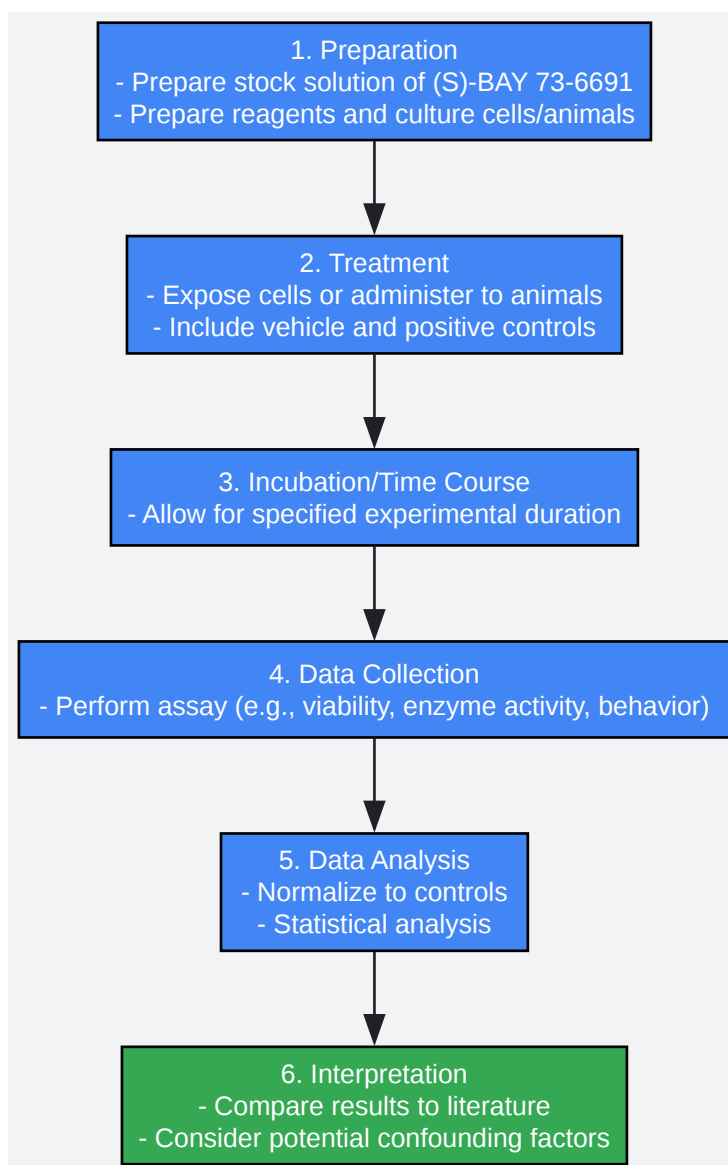 1. Preparation
- Prepare stock solution of (S)-BAY 73-6691
- Prepare reagents and culture cells/animals
2. Treatment
- Expose cells or administer to animals
- Include vehicle and positive controls
3. Incubation/Time Course
- Allow for specified experimental duration
4. Data Collection
- Perform assay (e.g., viability, enzyme activity, behavior)
5. Data Analysis
- Normalize to controls
- Statistical analysis
6. Interpretation
- Compare results to literature
- Consider potential confounding factors